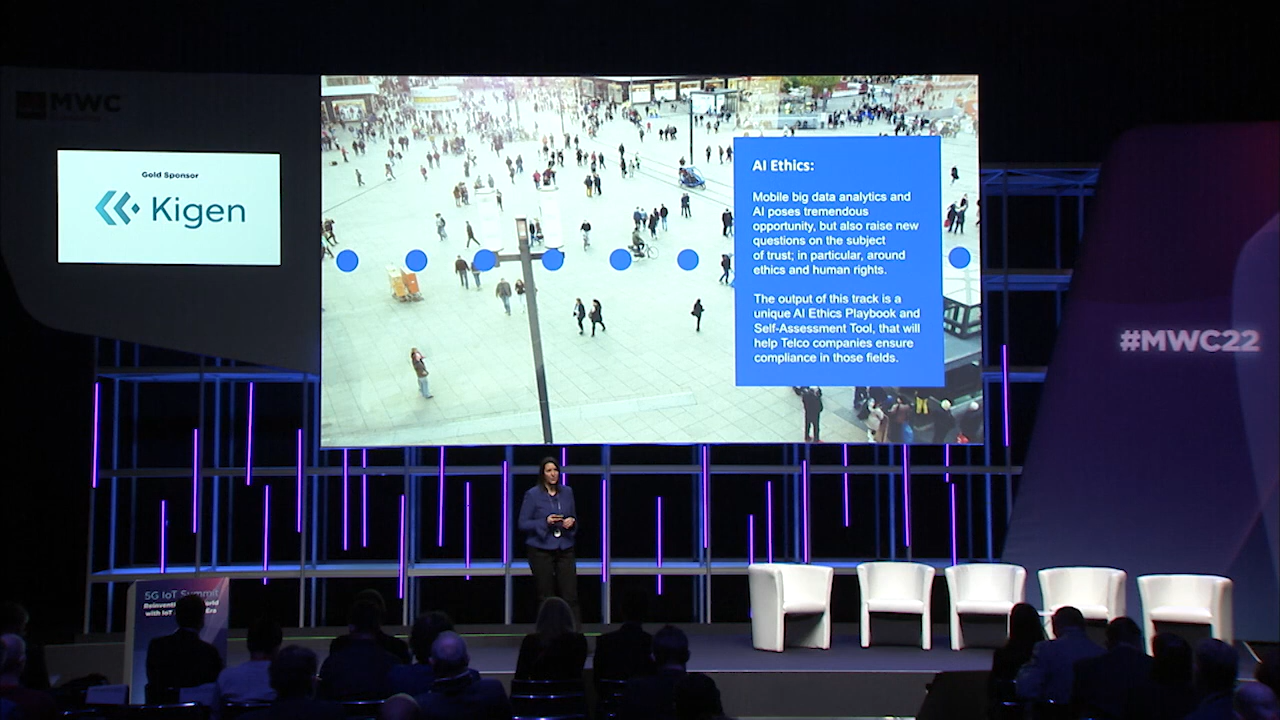 MWC
Gold Sponsor
Kigen
AI Ethics:
Mobile big data analytics and
AI poses tremendous
opportunity, but also raise new
questions on the subject
of trust; in particular, around
ethics and human rights.
The output of this track is a
unique AI Ethics Playbook and
Self-Assessment Tool, that will
help Telco companies ensure
compliance in those fields.
#MWC22
5G IoT Summit
with IoT
Era